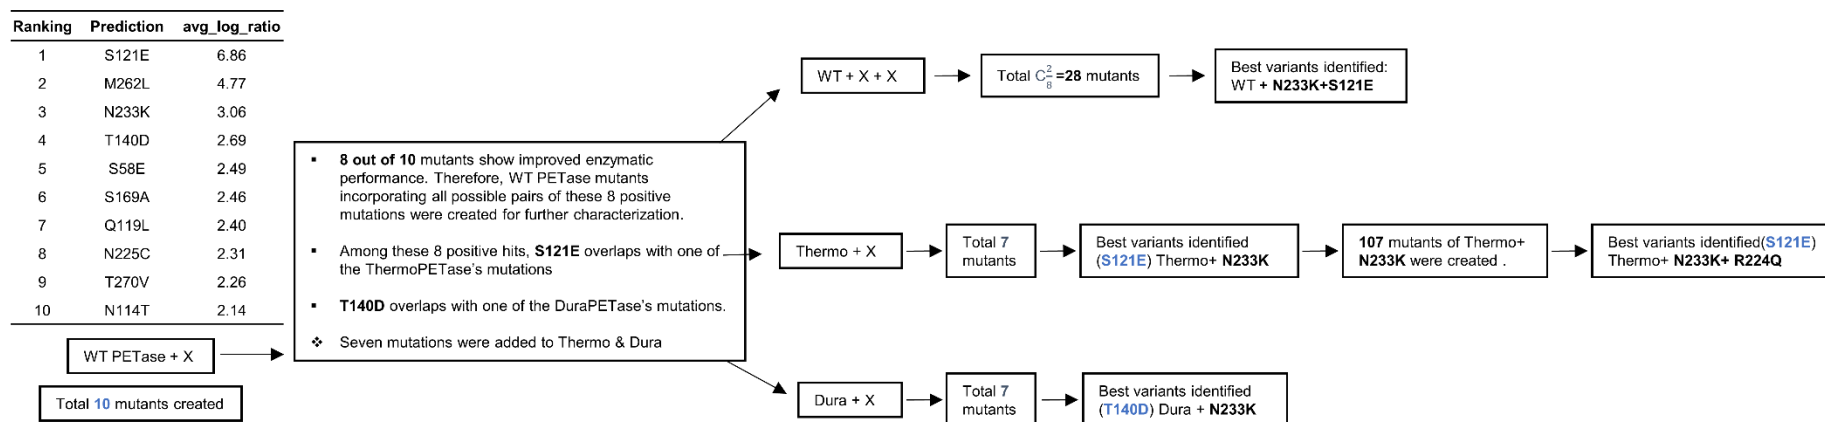 Ranking Prediction avg_log_ratio
1 S121E 6.86
2 M262L 4.77
3 N233K 3.06
4 T140D 2.69
5 S58E 2.49
6 S169A 2.46
7 Q119L 2.40
8 N225C 2.31
9 T270V 2.26
10 N114T 2.14
WT PETase + X
Total 10 mutants created
▪ 8 out of 10 mutants show improved enzymatic
performance. Therefore, WT PETase mutants
incorporating all possible pairs of these 8 positive
mutations were created for further characterization.
▪ Among these 8 positive hits, S121E overlaps with one of
the ThermoPETase's mutations
▪ T140D overlaps with one of the DuraPETase's mutations.
❖ Seven mutations were added to Thermo & Dura
WT + X + X
Total C 2/8 =28 mutants
Best variants identified:
WT + N233K+S121E
Thermo + X
Total 7
mutants
Best variants identified
(S121E) Thermo+ N233K
107 mutants of Thermo+
N233K were created .
Best variants identified(S121E)
Thermo+ N233K+ R224Q
Dura + X
Total 7
mutants
Best variants identified
(T140D) Dura + N233K